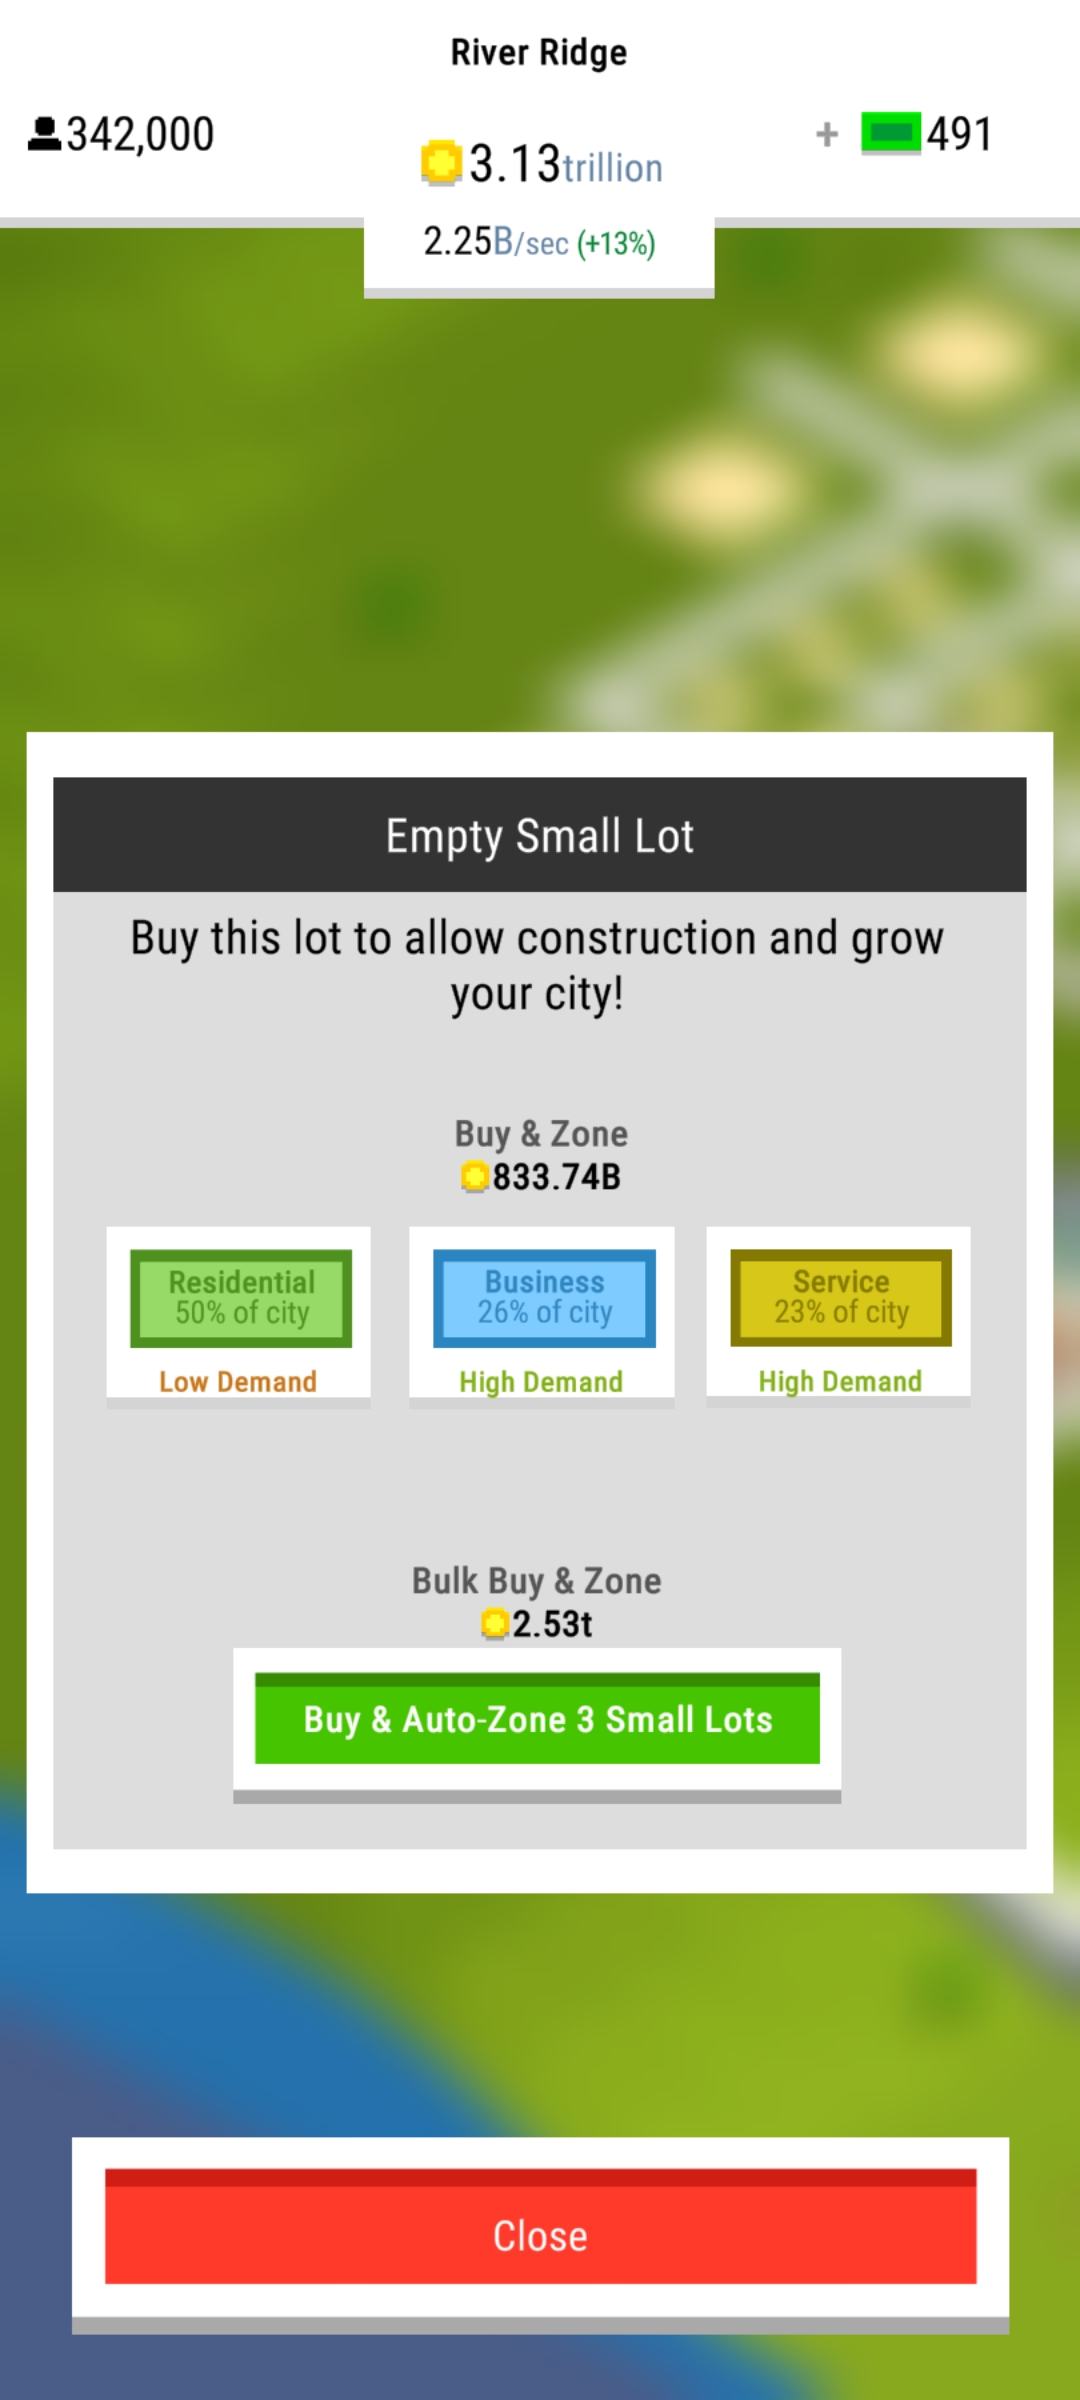 River Ridge
342,000
3.13trillion
+ 491
2.25B/sec (+13%)
Empty Small Lot
Buy this lot to allow construction and grow
your city!
Buy & Zone
833.74B
Residential
50% of city
Low Demand
Business
26% of city
High Demand
Service
23% of city
High Demand
Bulk Buy & Zone
2.53t
Buy & Auto-Zone 3 Small Lots
Close